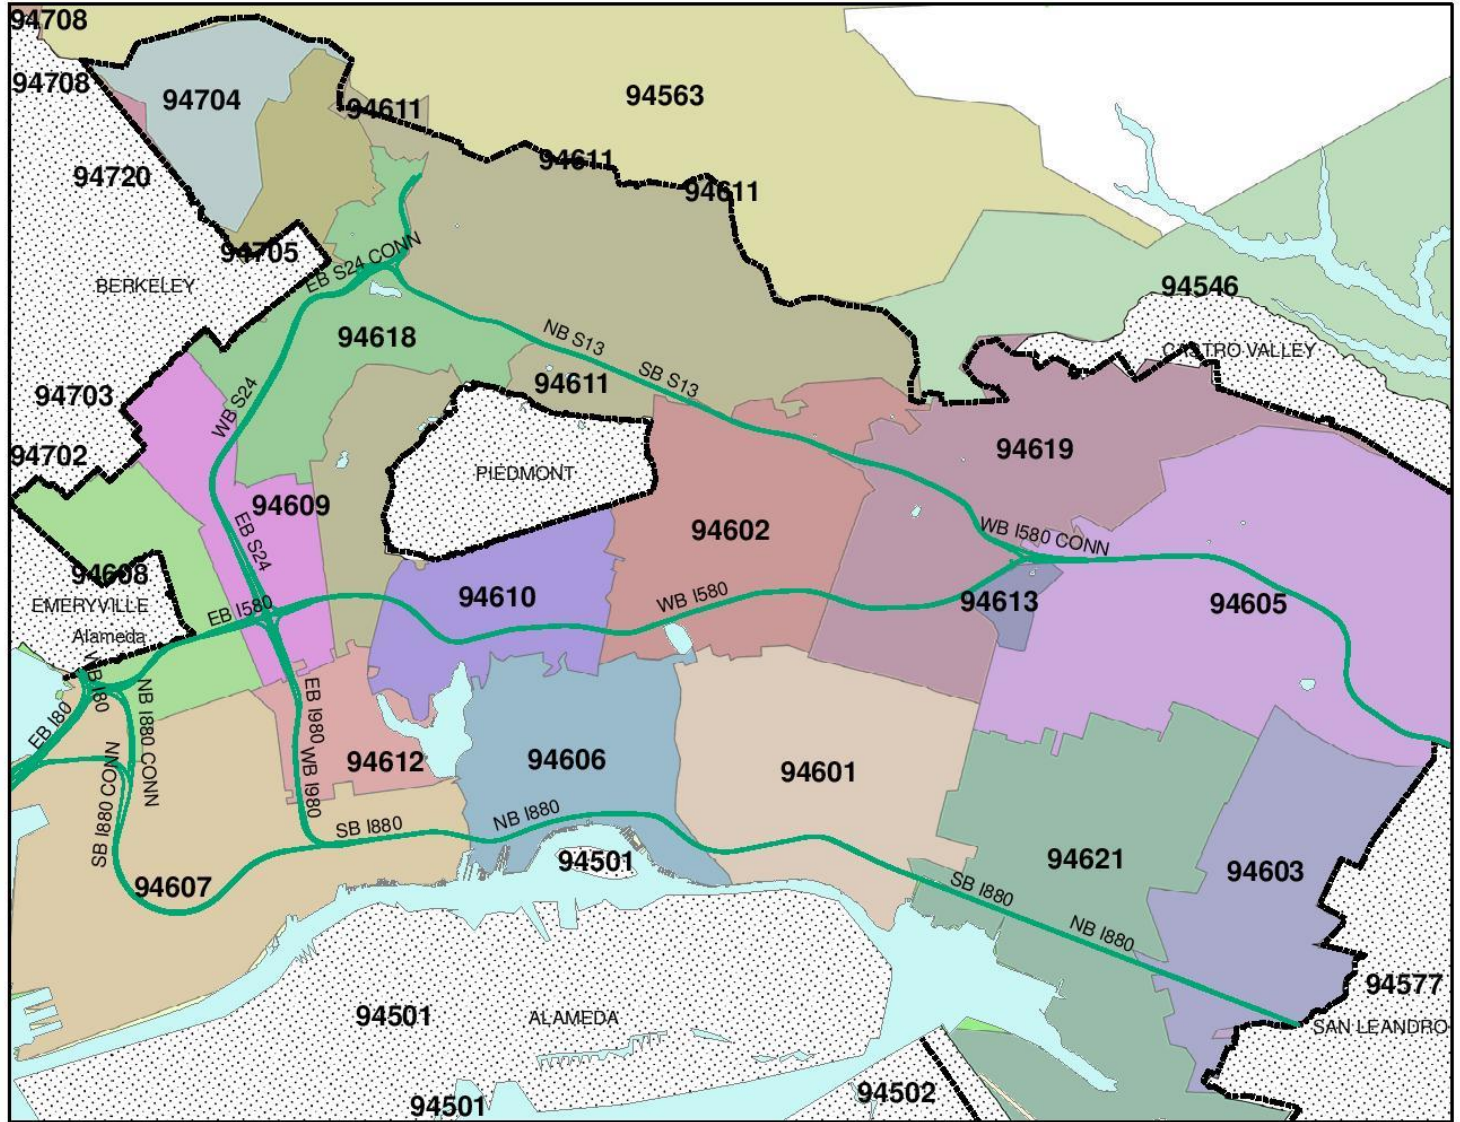 94708
94708
94704
94563
94611
94611
94611
94720
94705
BERKELEY
EB S24 CONN
94546
94618
NB S13
SB S13
CASTRO VALLEY
94611
94703
WB S24
94702
94619
PIEDMONT
94609
EB S24
94602
WB I580 CONN
94608
EMERYVILLE
Alameda
EB I580
94610
WB I580
94613
94605
WB I80
EB I80
NB I880 CONN
EB I980
WB I980
94612
94606
94601
SB I880 CONN
SB I880
NB I880
94607
94501
94621
94603
SB I880
NB I880
94577
94501
ALAMEDA
SAN LEANDRO
94502
94501